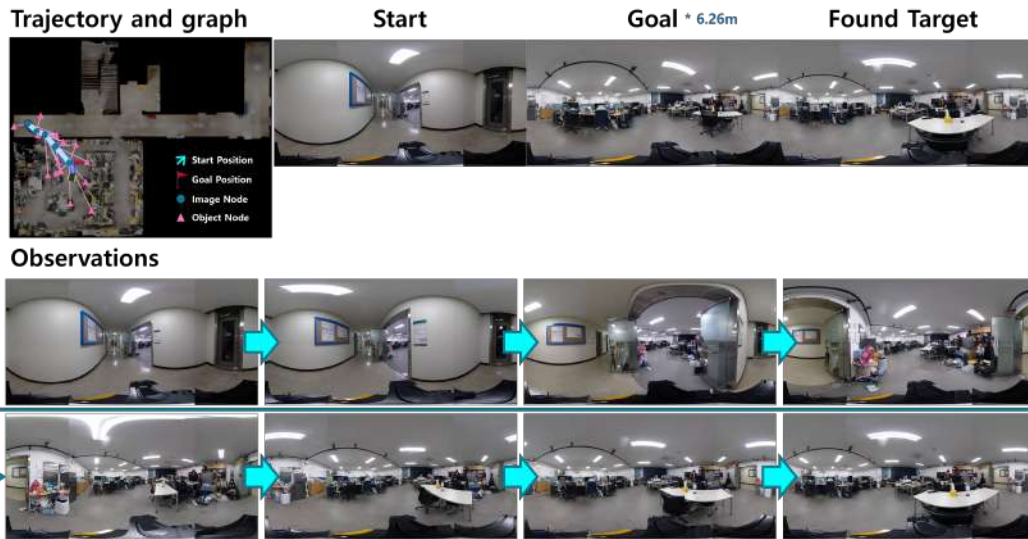 Trajectory and graph
Start
Goal * 6.26m
Found Target
Start Position
Goal Position
Image Node
Object Node
Observations